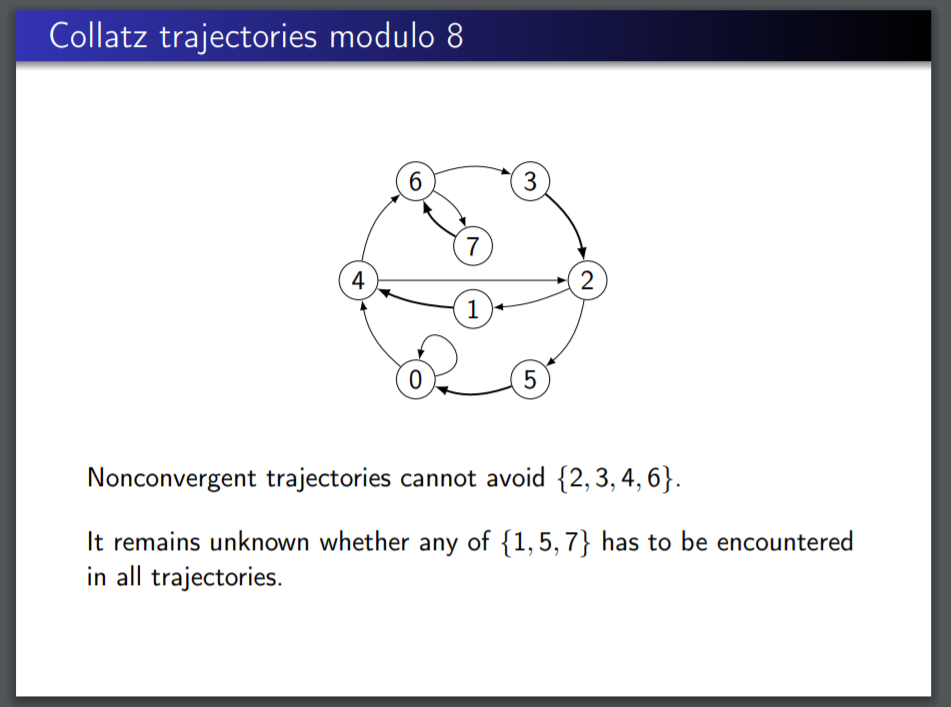 Collatz trajectories modulo 8
6 3
7
4 2
1
0 5
Nonconvergent trajectories cannot avoid {2, 3, 4, 6}.
It remains unknown whether any of {1, 5, 7} has to be encountered
in all trajectories.